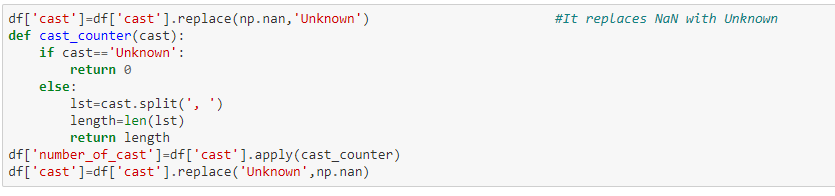 df['cast']=df['cast'].replace(np.nan,'Unknown')                         #It replaces NaN with Unknown
def cast_counter(cast):
    if cast=='Unknown':
        return 0
    else:
        lst=cast.split(', ')
        length=len(lst)
        return length
df['number_of_cast']=df['cast'].apply(cast_counter)
df['cast']=df['cast'].replace('Unknown',np.nan)